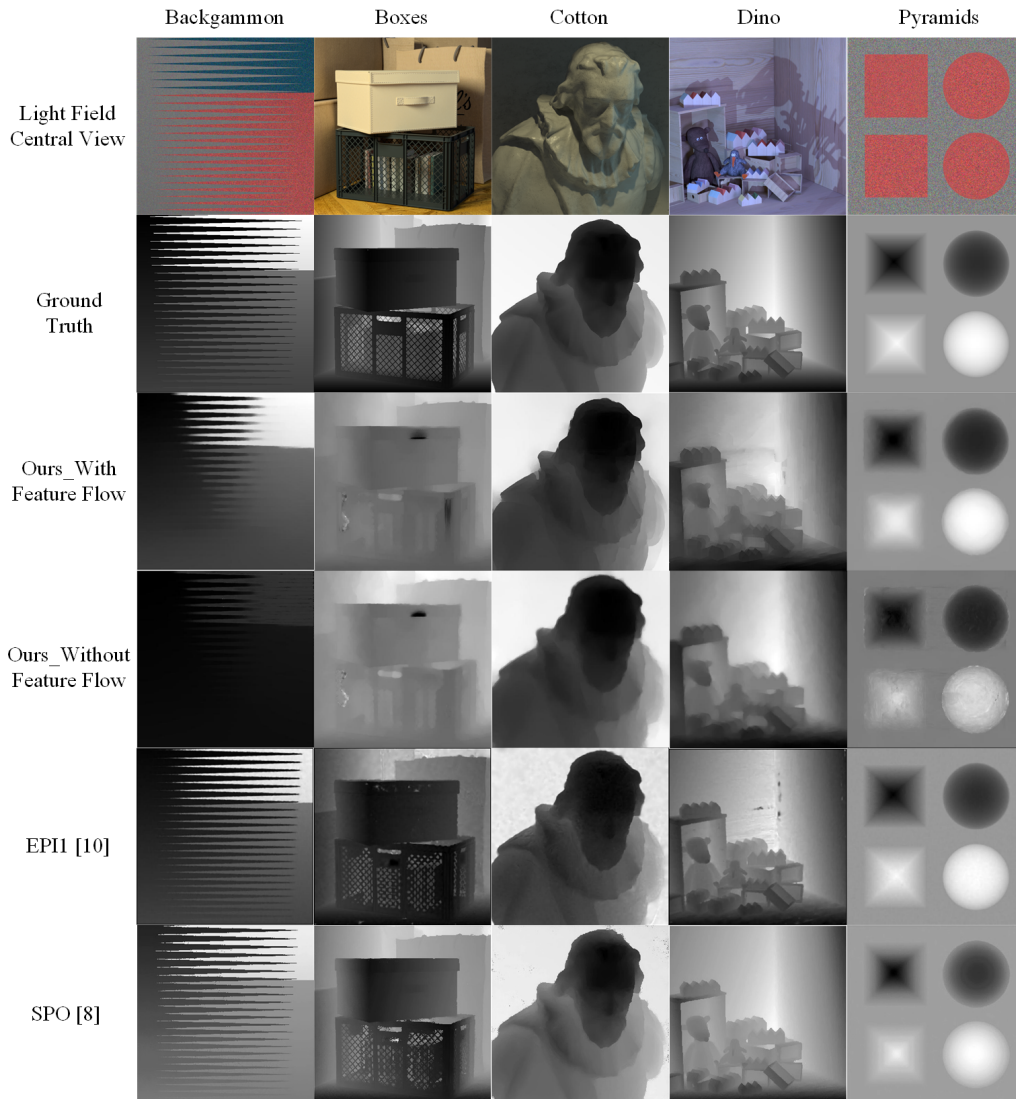 Backgammon Boxes Cotton Dino Pyramids
Light Field
Central View
Ground
Truth
Ours_With
Feature Flow
Ours_Without
Feature Flow
EPI1 [10]
SPO [8]